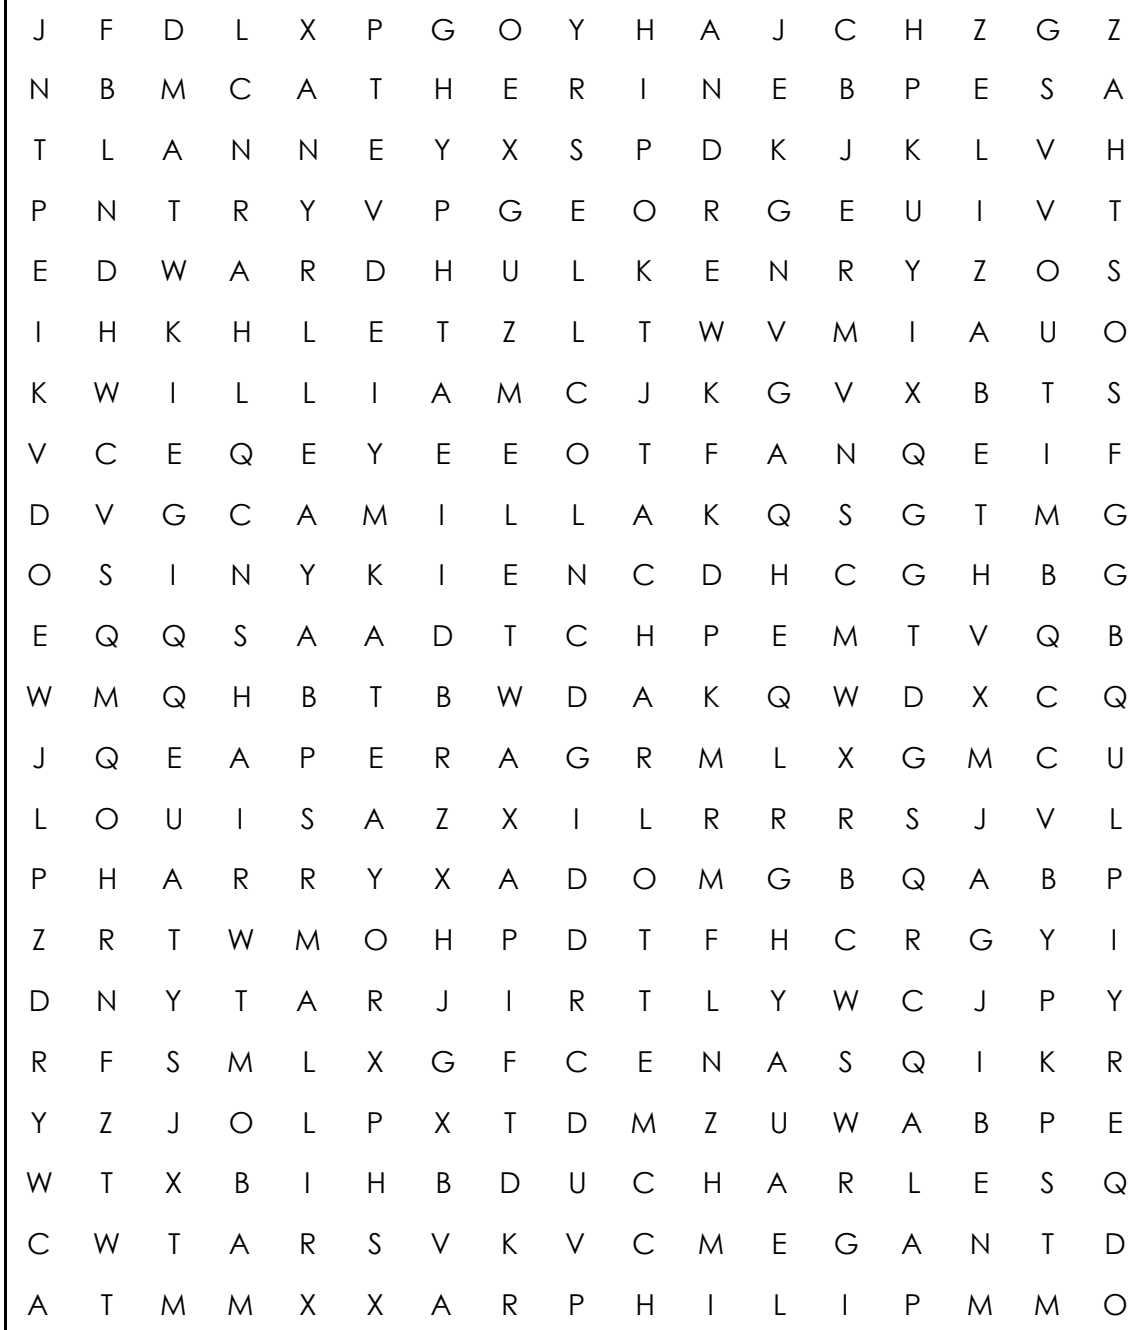 J F D L X P G O Y H A J C H Z G Z
N B M C A T H E R I N E B P E S A
T L A N N E Y X S P D K J K L V H
P N T R Y V P G E O R G E U I V T
E D W A R D H U L K E N R Y Z O S
I H K H L E T Z L T W V M I A U O
K W I L L I A M C J K G V X B T S
V C E Q E Y E E O T F A N Q E I F
D V G C A M I L L A K Q S G T M G
O S I N Y K I E N C D H C G H B G
E Q Q S A A D T C H P E M T V Q B
W M Q H B T B W D A K Q W D X C Q
J Q E A P E R A G R M L X G M C U
L O U I S A Z X I L R R R S J V L
P H A R R Y X A D O M G B Q A B P
Z R T W M O H P D T F H C R G Y I
D N Y T A R J I R T L Y W C J P Y
R F S M L X G F C E N A S Q I K R
Y Z J O L P X T D M Z U W A B P E
W T X B I H B D U C H A R L E S Q
C W T A R S V K V C M E G A N T D
A T M M X X A R P H I L I P M M O